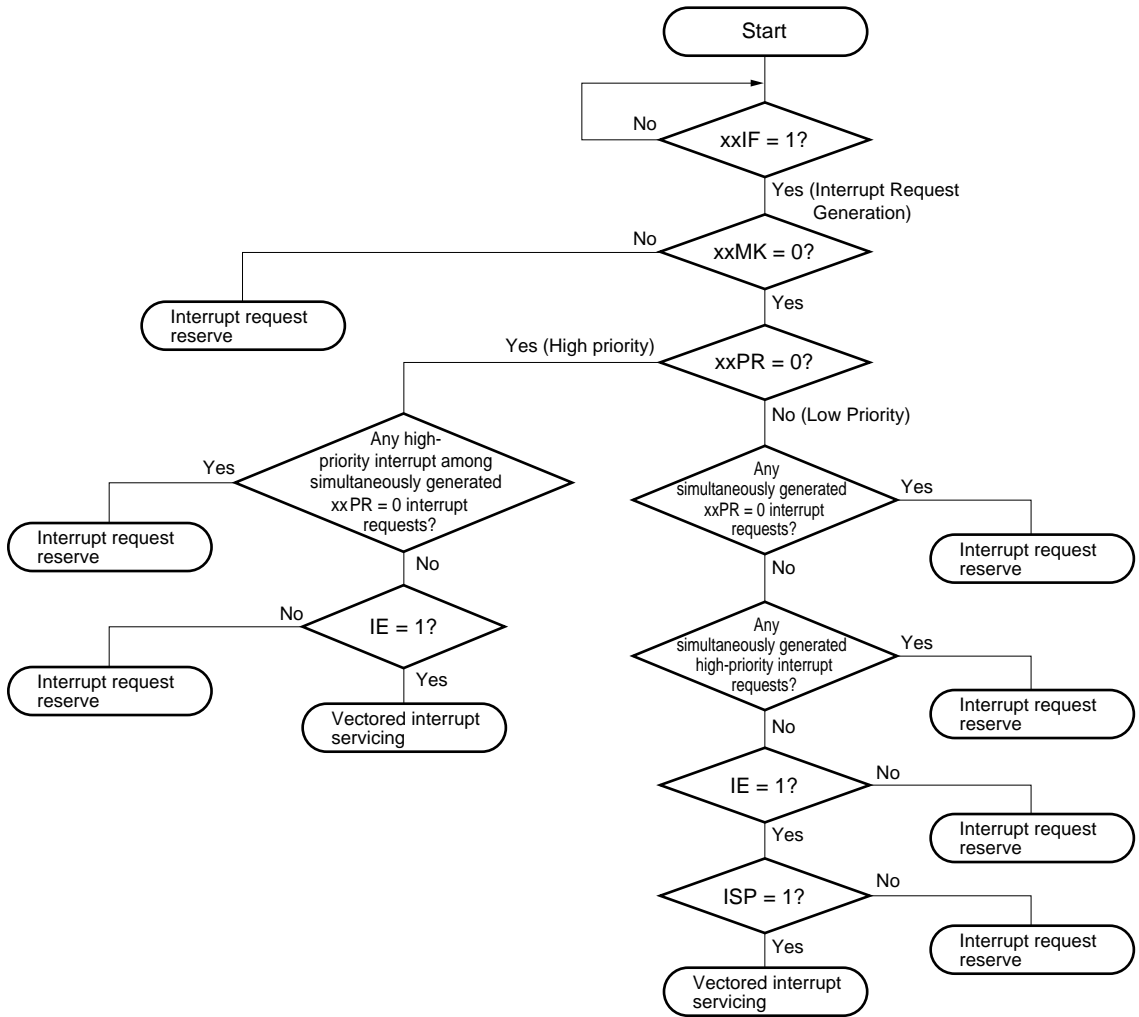 Start
No
xxIF = 1?
Yes (Interrupt Request
Generation)
No
xxMK = 0?
Interrupt request
reserve
Yes
Yes (High priority)
xxPR = 0?
No (Low Priority)
Any high-
priority interrupt among
simultaneously generated
xxPR = 0 interrupt
requests?
Yes
Interrupt request
reserve
No
Any
simultaneously generated
xxPR = 0 interrupt
requests?
Yes
Interrupt request
reserve
No
No
IE = 1?
Interrupt request
reserve
Yes
Vectored interrupt
servicing
Any
simultaneously generated
high-priority interrupt
requests?
Yes
Interrupt request
reserve
No
IE = 1?
No
Interrupt request
reserve
Yes
ISP = 1?
No
Interrupt request
reserve
Yes
Vectored interrupt
servicing